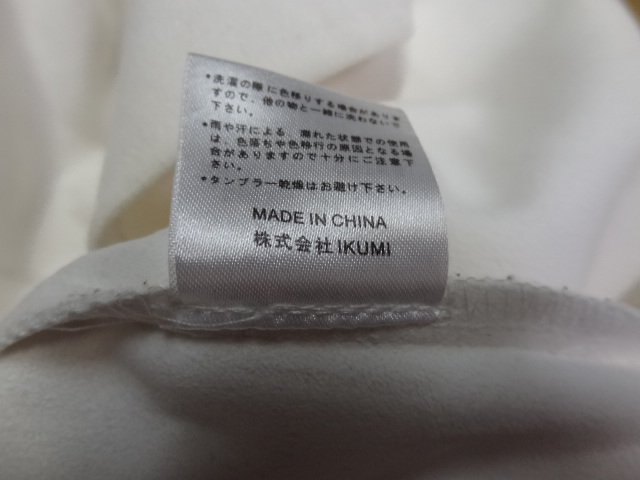 *洗濯の際に色移りする場合がありま
すので、他の物と一緒に洗わないで
下さい。
*雨や汗による、濡れた状態での使用
は、色落ちや色移行の原因となる場
合がありますので十分にご注意下
さい。
*タンブラー乾燥はお避け下さい。
MADE IN CHINA
株式会社IKUMI